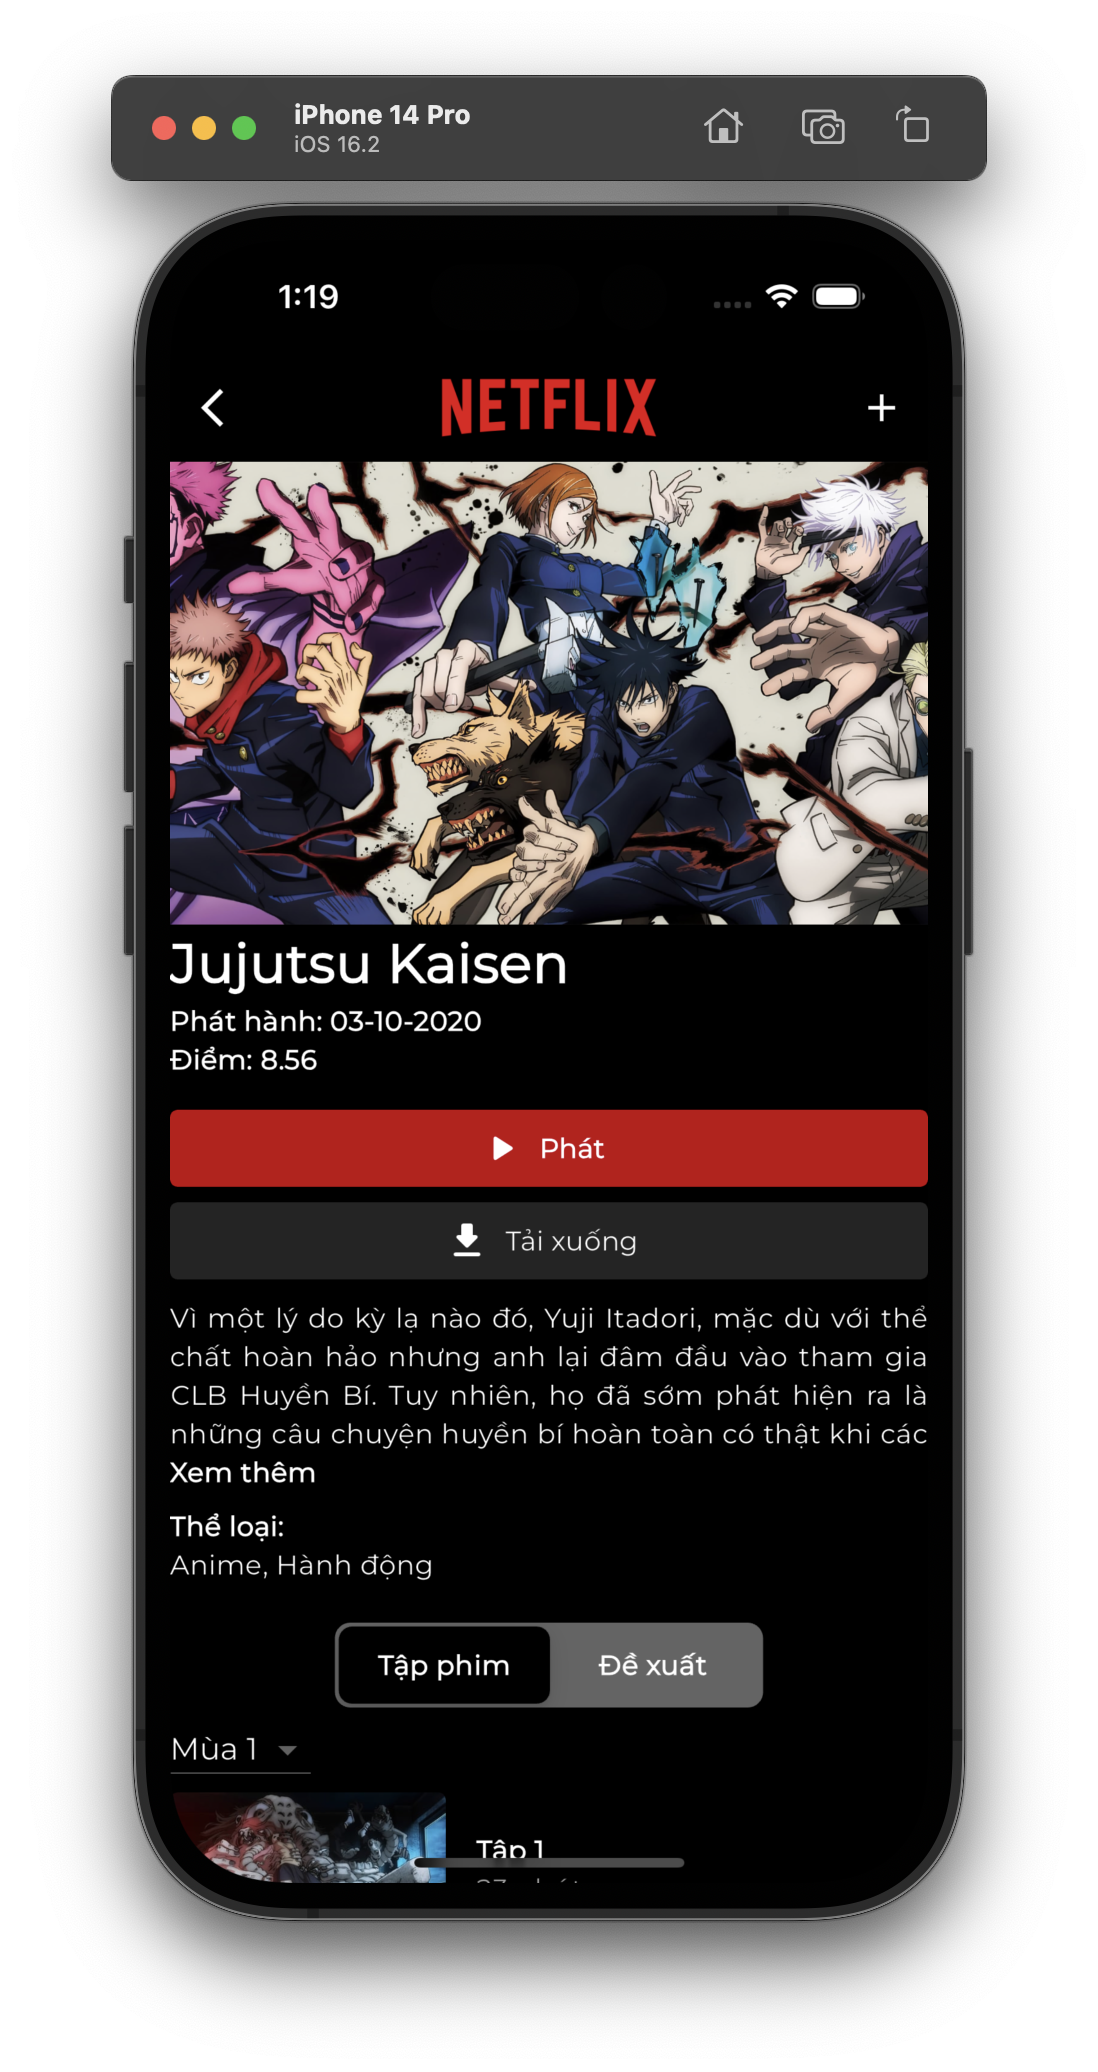 iPhone 14 Pro
iOS 16.2
1:19
NETFLIX
Jujutsu Kaisen
Phát hành: 03-10-2020
Điểm: 8.56
Phát
Tải xuống
Vì một lý do kỳ lạ nào đó, Yuji Itadori, mặc dù với thể
chất hoàn hảo nhưng anh lại đâm đầu vào tham gia
CLB Huyền Bí. Tuy nhiên, họ đã sớm phát hiện ra là
những câu chuyện huyền bí hoàn toàn có thật khi các
Xem thêm
Thể loại:
Anime, Hành động
Tập phim
Đề xuất
Mùa 1
Tập 1